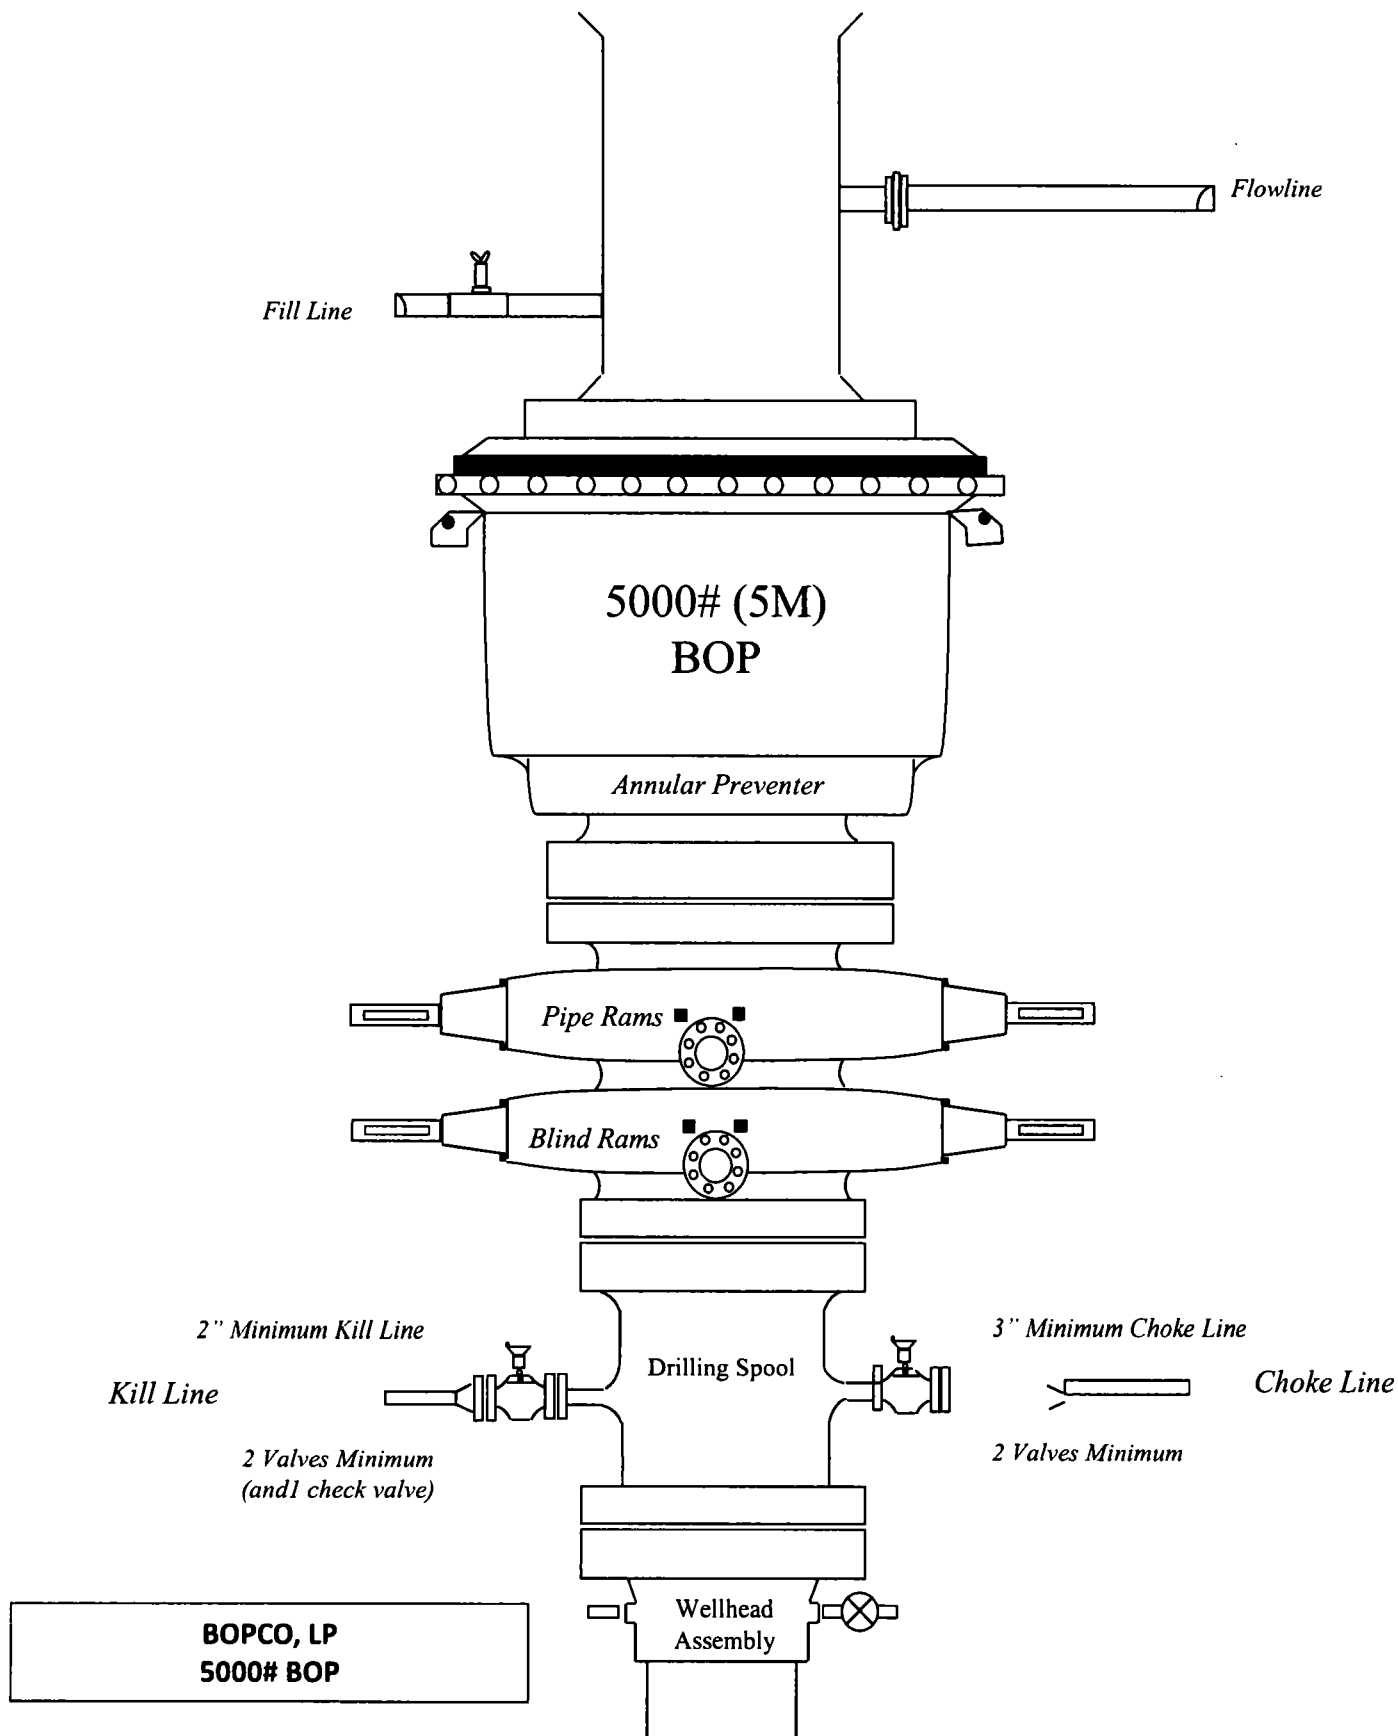 Flowline
Fill Line
5000# (5M)
BOP
Annular Preventer
Pipe Rams
Blind Rams
2" Minimum Kill Line
3" Minimum Choke Line
Drilling Spool
Kill Line
Choke Line
2 Valves Minimum
(and1 check valve)
2 Valves Minimum
Wellhead
Assembly
BOPCO, LP
5000# BOP